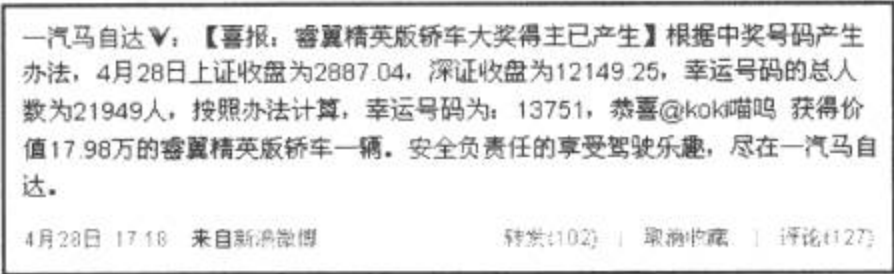 一汽马自达V：【喜报：睿翼精英版轿车大奖得主已产生】根据中奖号码产生
办法，4月28日上证收盘为2887.04，深证收盘为12149.25，幸运号码的总人
数为21949人，按照办法计算，幸运号码为：13751，恭喜@koki喵呜 获得价
值17.98万的睿翼精英版轿车一辆。安全负责任的享受驾驶乐趣，尽在一汽马自
达。
4月28日 17:18 来自新浪微博 转发(102) | 取消收藏 | 评论(127)